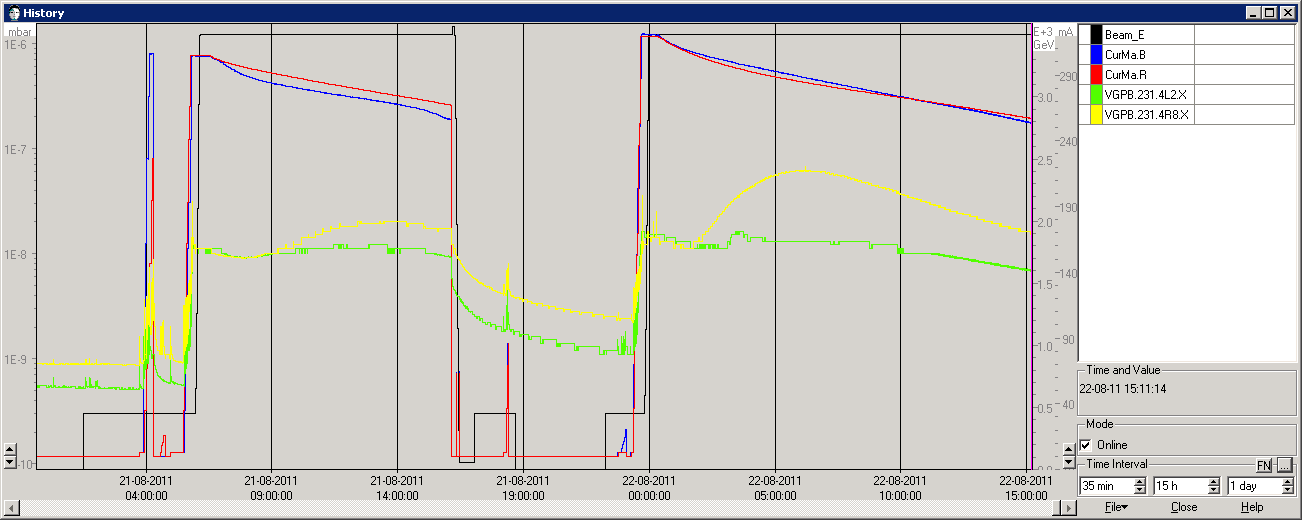 History
mbar
1E-6
1E-7
1E-8
1E-9
-10
E+3 mA
GeV
290
3.0
240
2.5
190
2.0
140
1.5
90
1.0
40
0.5
0.0
21-08-2011
04:00:00
21-08-2011
09:00:00
21-08-2011
14:00:00
21-08-2011
19:00:00
22-08-2011
00:00:00
22-08-2011
05:00:00
22-08-2011
10:00:00
22-08-2011
15:00:00
Beam_E
CurMa.B
CurMa.R
VGPB.231.4L2.X
VGPB.231.4R8.X
Time and Value
22-08-11 15:11:14
Mode
Online
Time Interval
FN ...
35 min 15 h 1 day
File Close Help